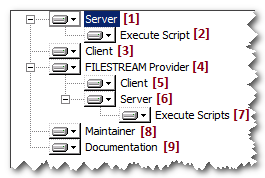 Server [1]
Execute Script [2]
Client [3]
FILESTREAM Provider [4]
Client [5]
Server [6]
Execute Scripts [7]
Maintainer [8]
Documentation [9]